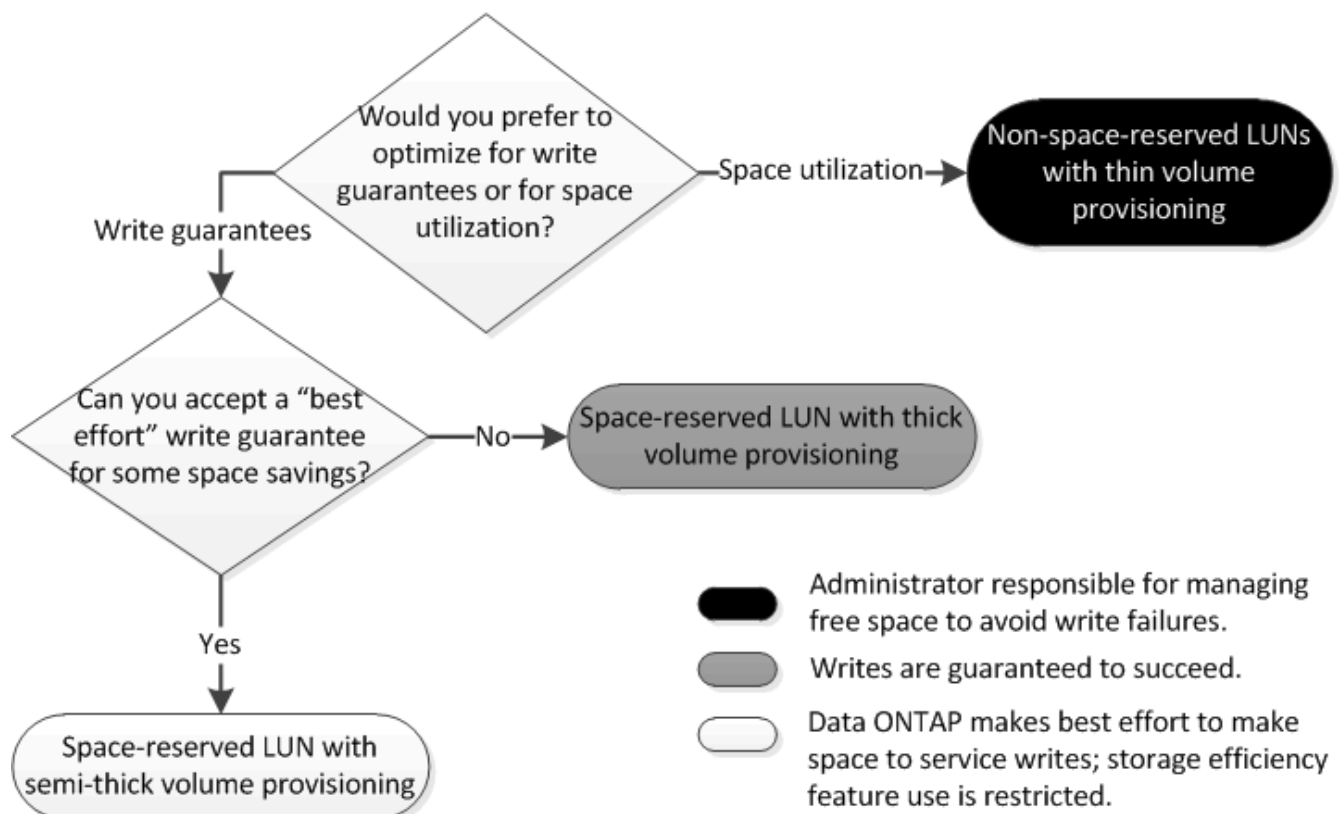 Would you prefer to
optimize for write
guarantees or for space
utilization?
Space utilization
Non-space-reserved LUNs
with thin volume
provisioning
Write guarantees
Can you accept a “best
effort” write guarantee
for some space savings?
No
Space-reserved LUN with thick
volume provisioning
Yes
Space-reserved LUN with
semi-thick volume provisioning
Administrator responsible for managing
free space to avoid write failures.
Writes are guaranteed to succeed.
Data ONTAP makes best effort to make
space to service writes; storage efficiency
feature use is restricted.